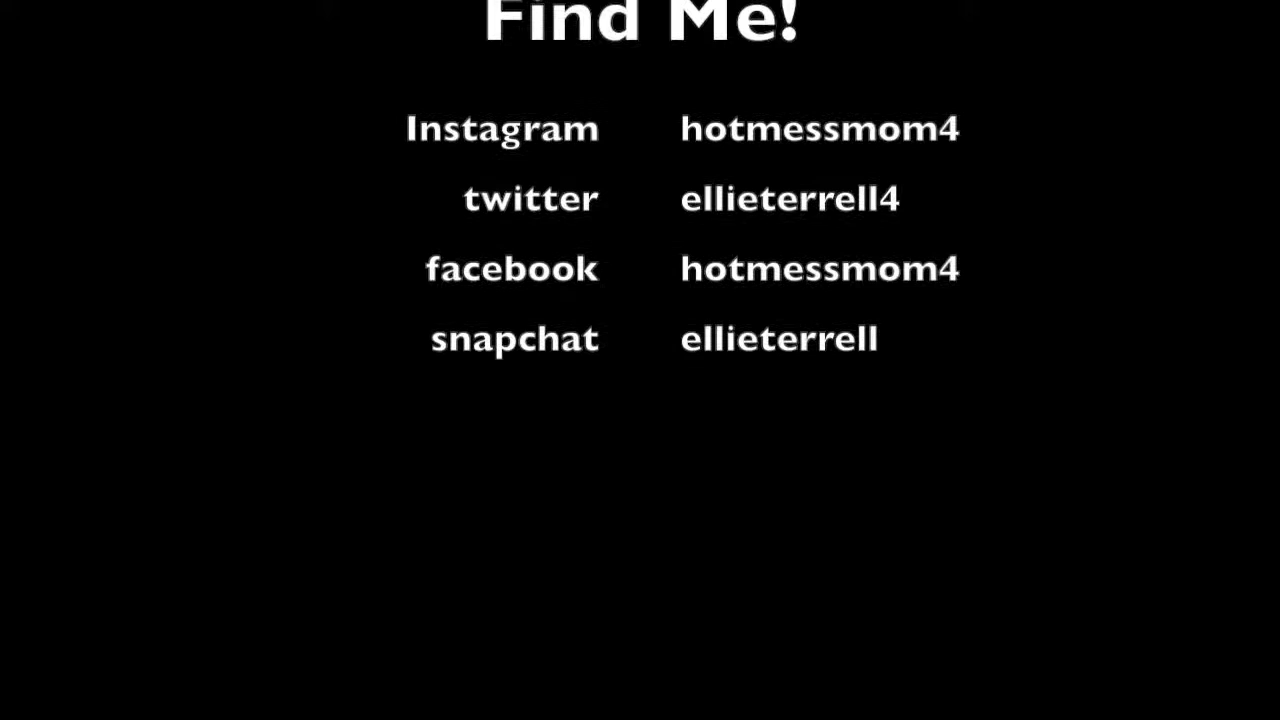 Find Me!
Instagram hotmessmom4
twitter ellieterrell4
facebook hotmessmom4
snapchat ellieterrell